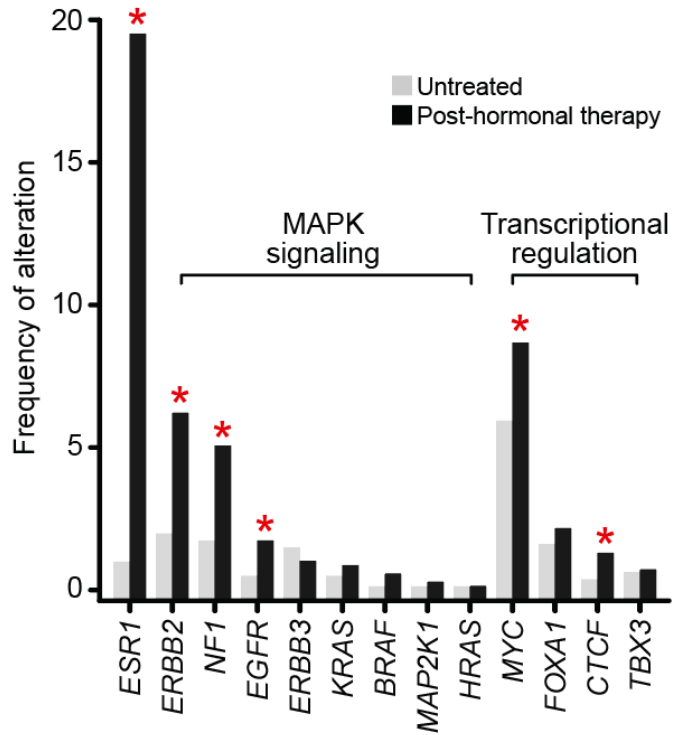 20
15
10
5
0
Frequency of alteration
*
Untreated
Post-hormonal therapy
MAPK
signaling
Transcriptional
regulation
*
*
*
*
*
ESR1
ERBB2
NF1
EGFR
ERBB3
KRAS
BRAF
MAP2K1
HRAS
MYC
FOXA1
CTCF
TBX3